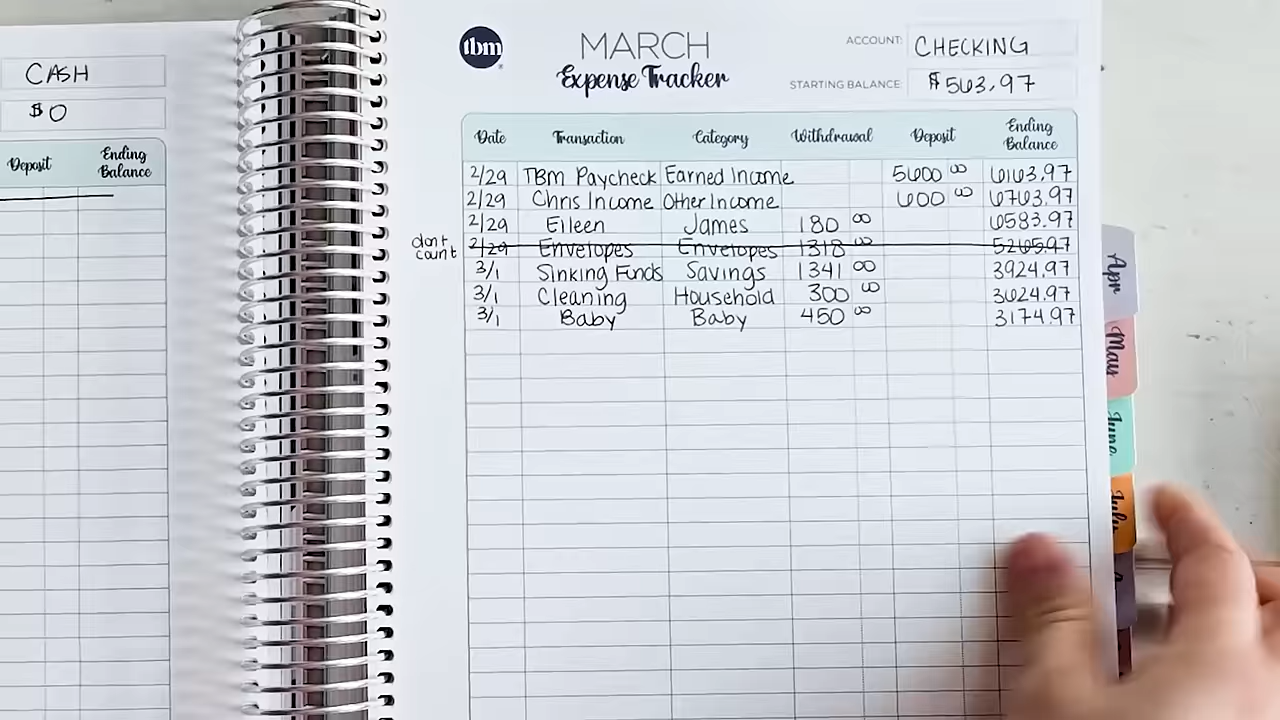 CASH
$0
Deposit Ending Balance
tbm
MARCH
Expense Tracker
ACCOUNT: CHECKING
STARTING BALANCE: $563.97
Date Transaction Category Withdrawal Deposit Ending Balance
2/29 TBM Paycheck Earned Income 5600 00 6163.97
2/29 Chris Income Other Income 600 00 6763.97
2/29 Eileen James 180 00 6583.97
don't count 2/29 Envelopes Envelopes 1318 00 5265.97
3/1 Sinking Funds Savings 1341 00 3924.97
3/1 Cleaning Household 300 00 3624.97
3/1 Baby Baby 450 00 3174.97
Apr
May
June
July